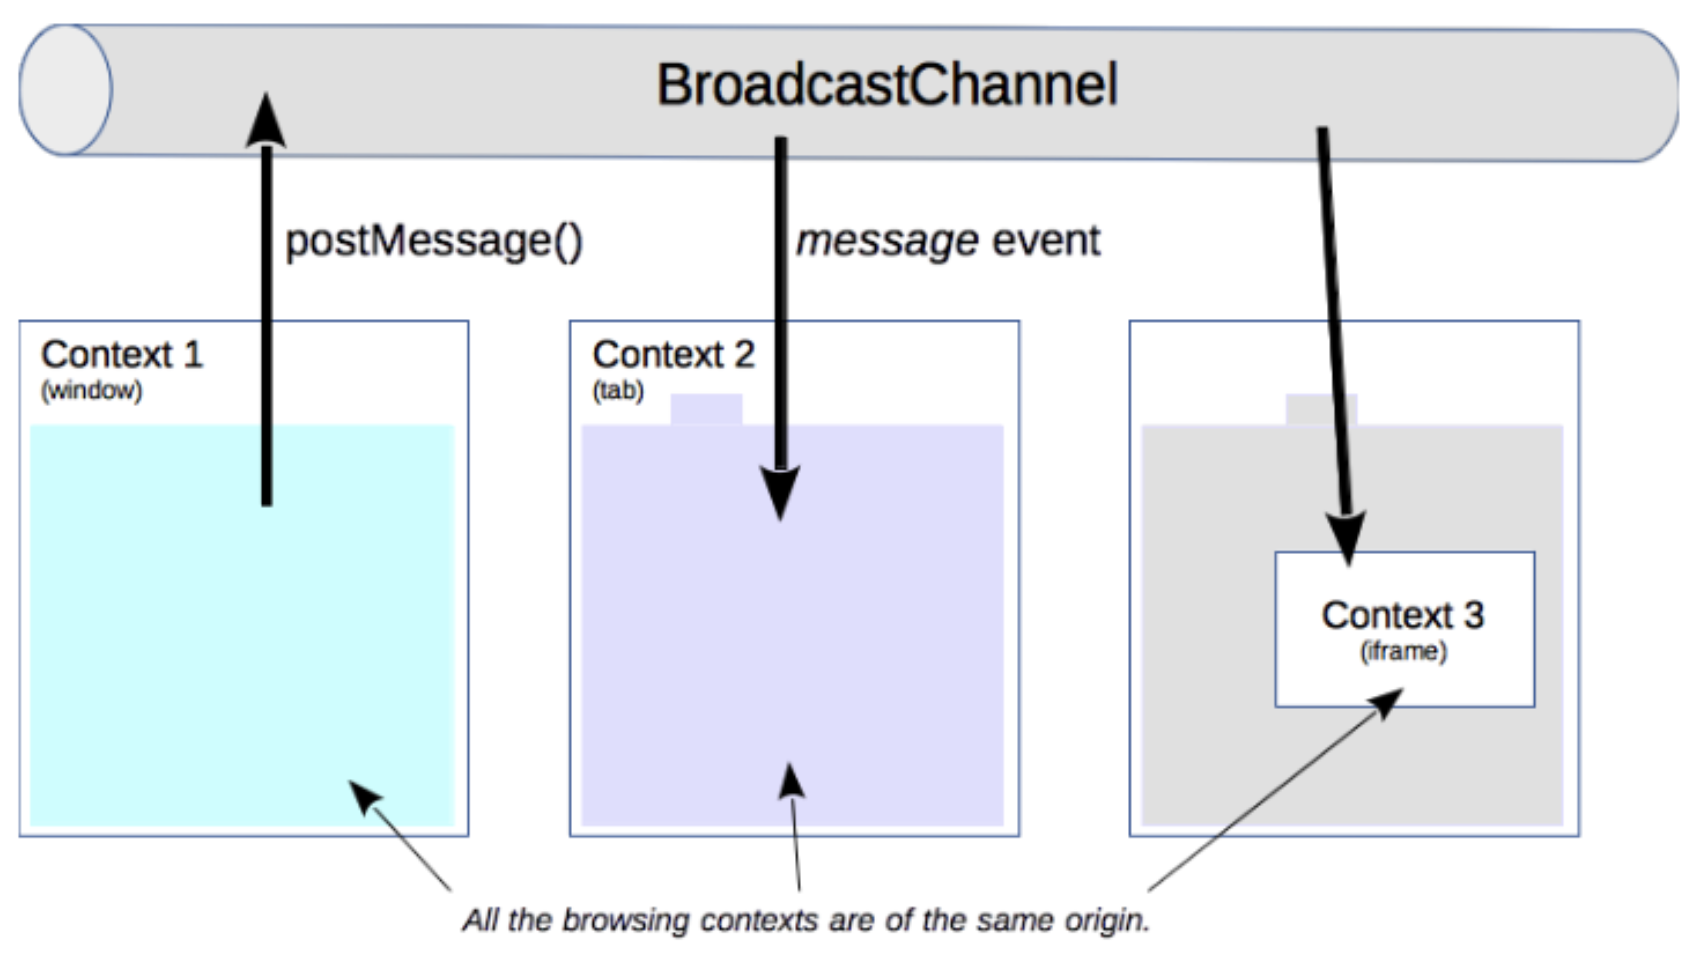 BroadcastChannel
postMessage()
message event
Context 1
(window)
Context 2
(tab)
Context 3
(iframe)
All the browsing contexts are of the same origin.